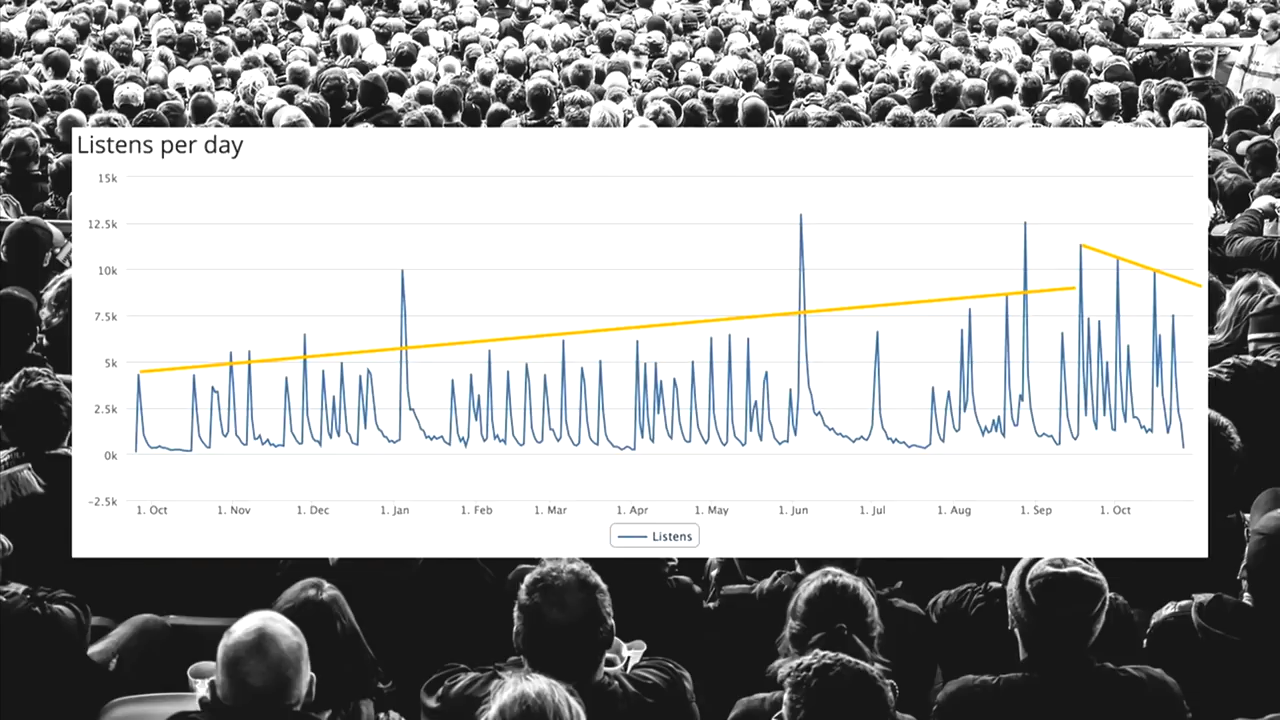 Listens per day
15k
12.5k
10k
7.5k
5k
2.5k
0k
-2.5k
1. Oct 1. Nov 1. Dec 1. Jan 1. Feb 1. Mar 1. Apr 1. May 1. Jun 1. Jul 1. Aug 1. Sep 1. Oct
Listens